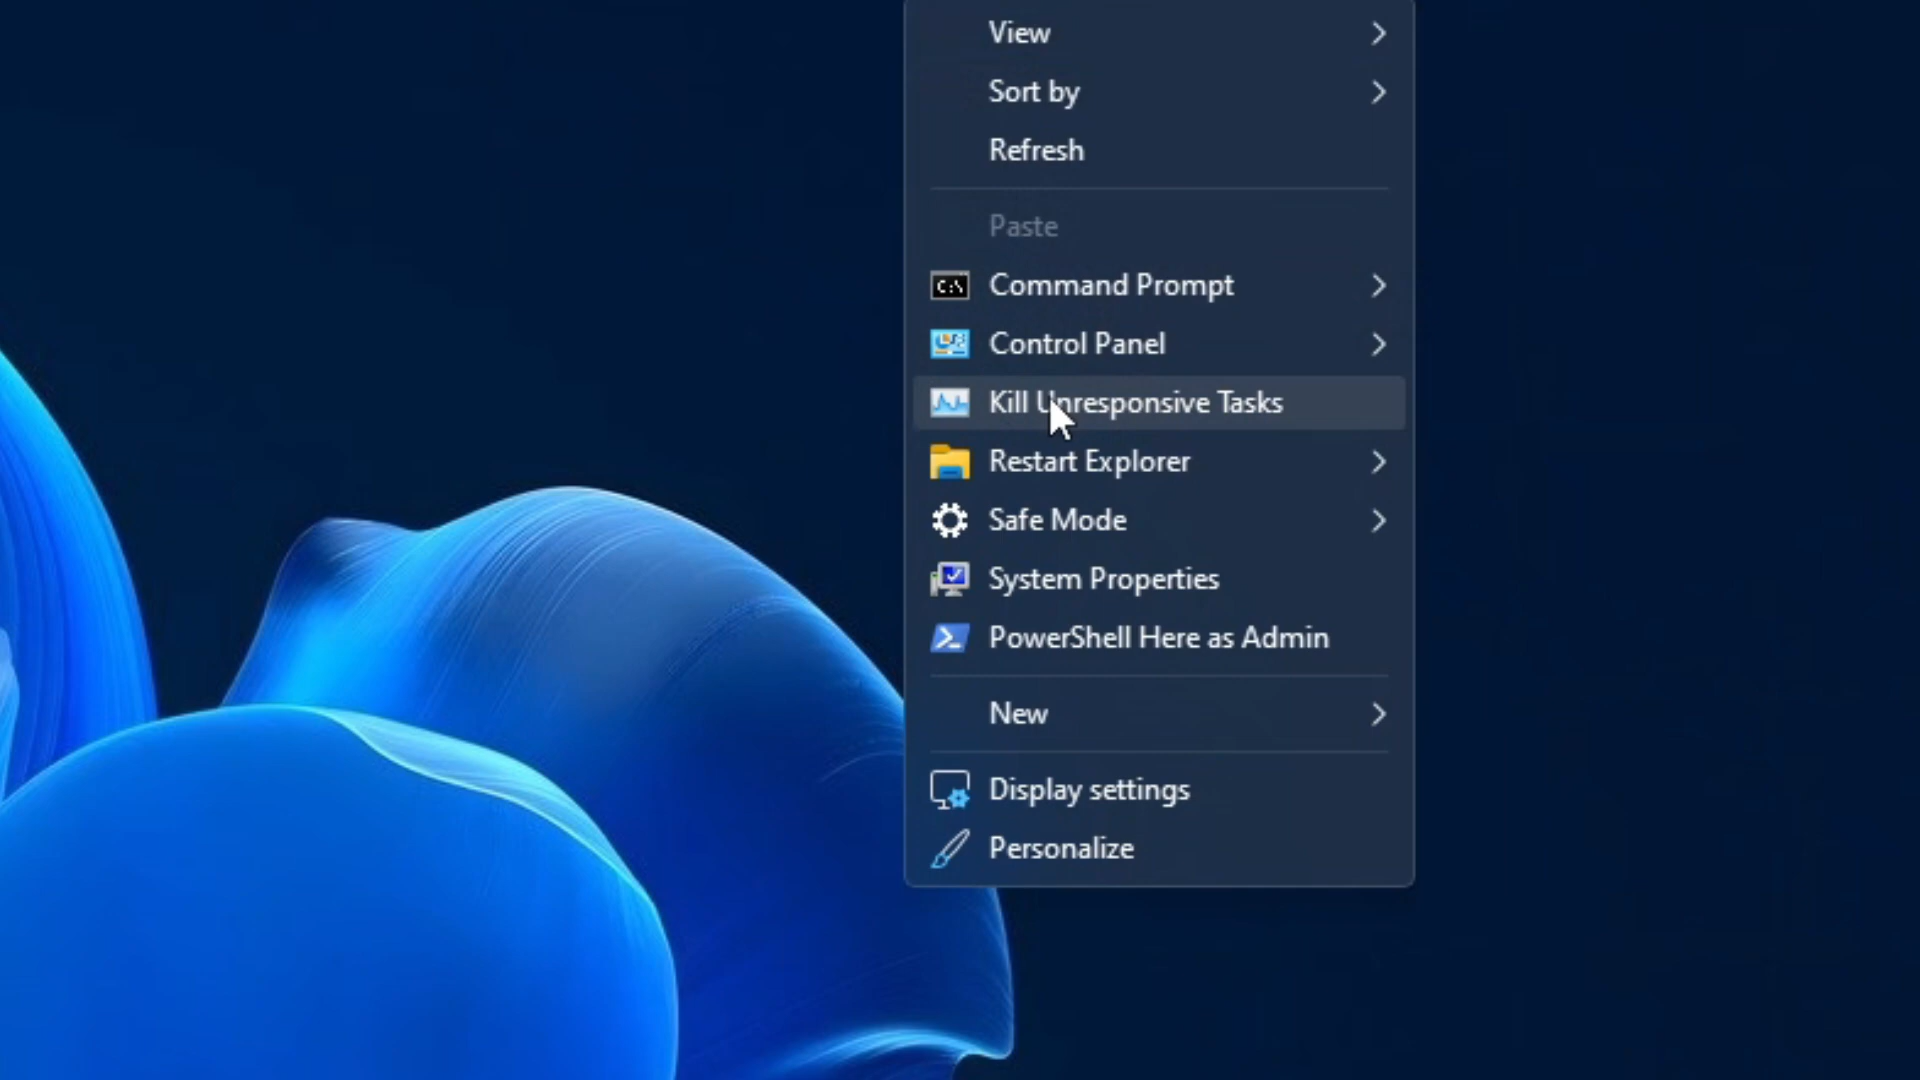 View
Sort by
Refresh
Paste
C:\
Command Prompt
Control Panel
Kill Unresponsive Tasks
Restart Explorer
Safe Mode
System Properties
PowerShell Here as Admin
New
Display settings
Personalize